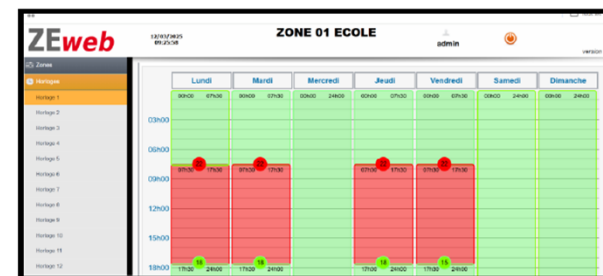 ZEweb
12/03/2025
09:25:58
ZONE 01 ECOLE
admin
version
Zones
Horloges
Horloge 1
Horloge 2
Horloge 3
Horloge 4
Horloge 5
Horloge 6
Horloge 7
Horloge 8
Horloge 9
Horloge 10
Horloge 11
Horloge 12
Lundi Mardi Mercredi Jeudi Vendredi Samedi Dimanche
00h00 07h30 00h00 07h30 00h00 24h00 00h00 07h30 00h00 07h30 00h00 24h00 00h00 24h00
03h00
06h00
07h30 17h30 07h30 17h30 07h30 17h30 07h30 17h30
09h00
12h00
15h00
18 18 18
18h00
17h30 24h00 17h30 24h00 17h30 24h00 17h30 24h00